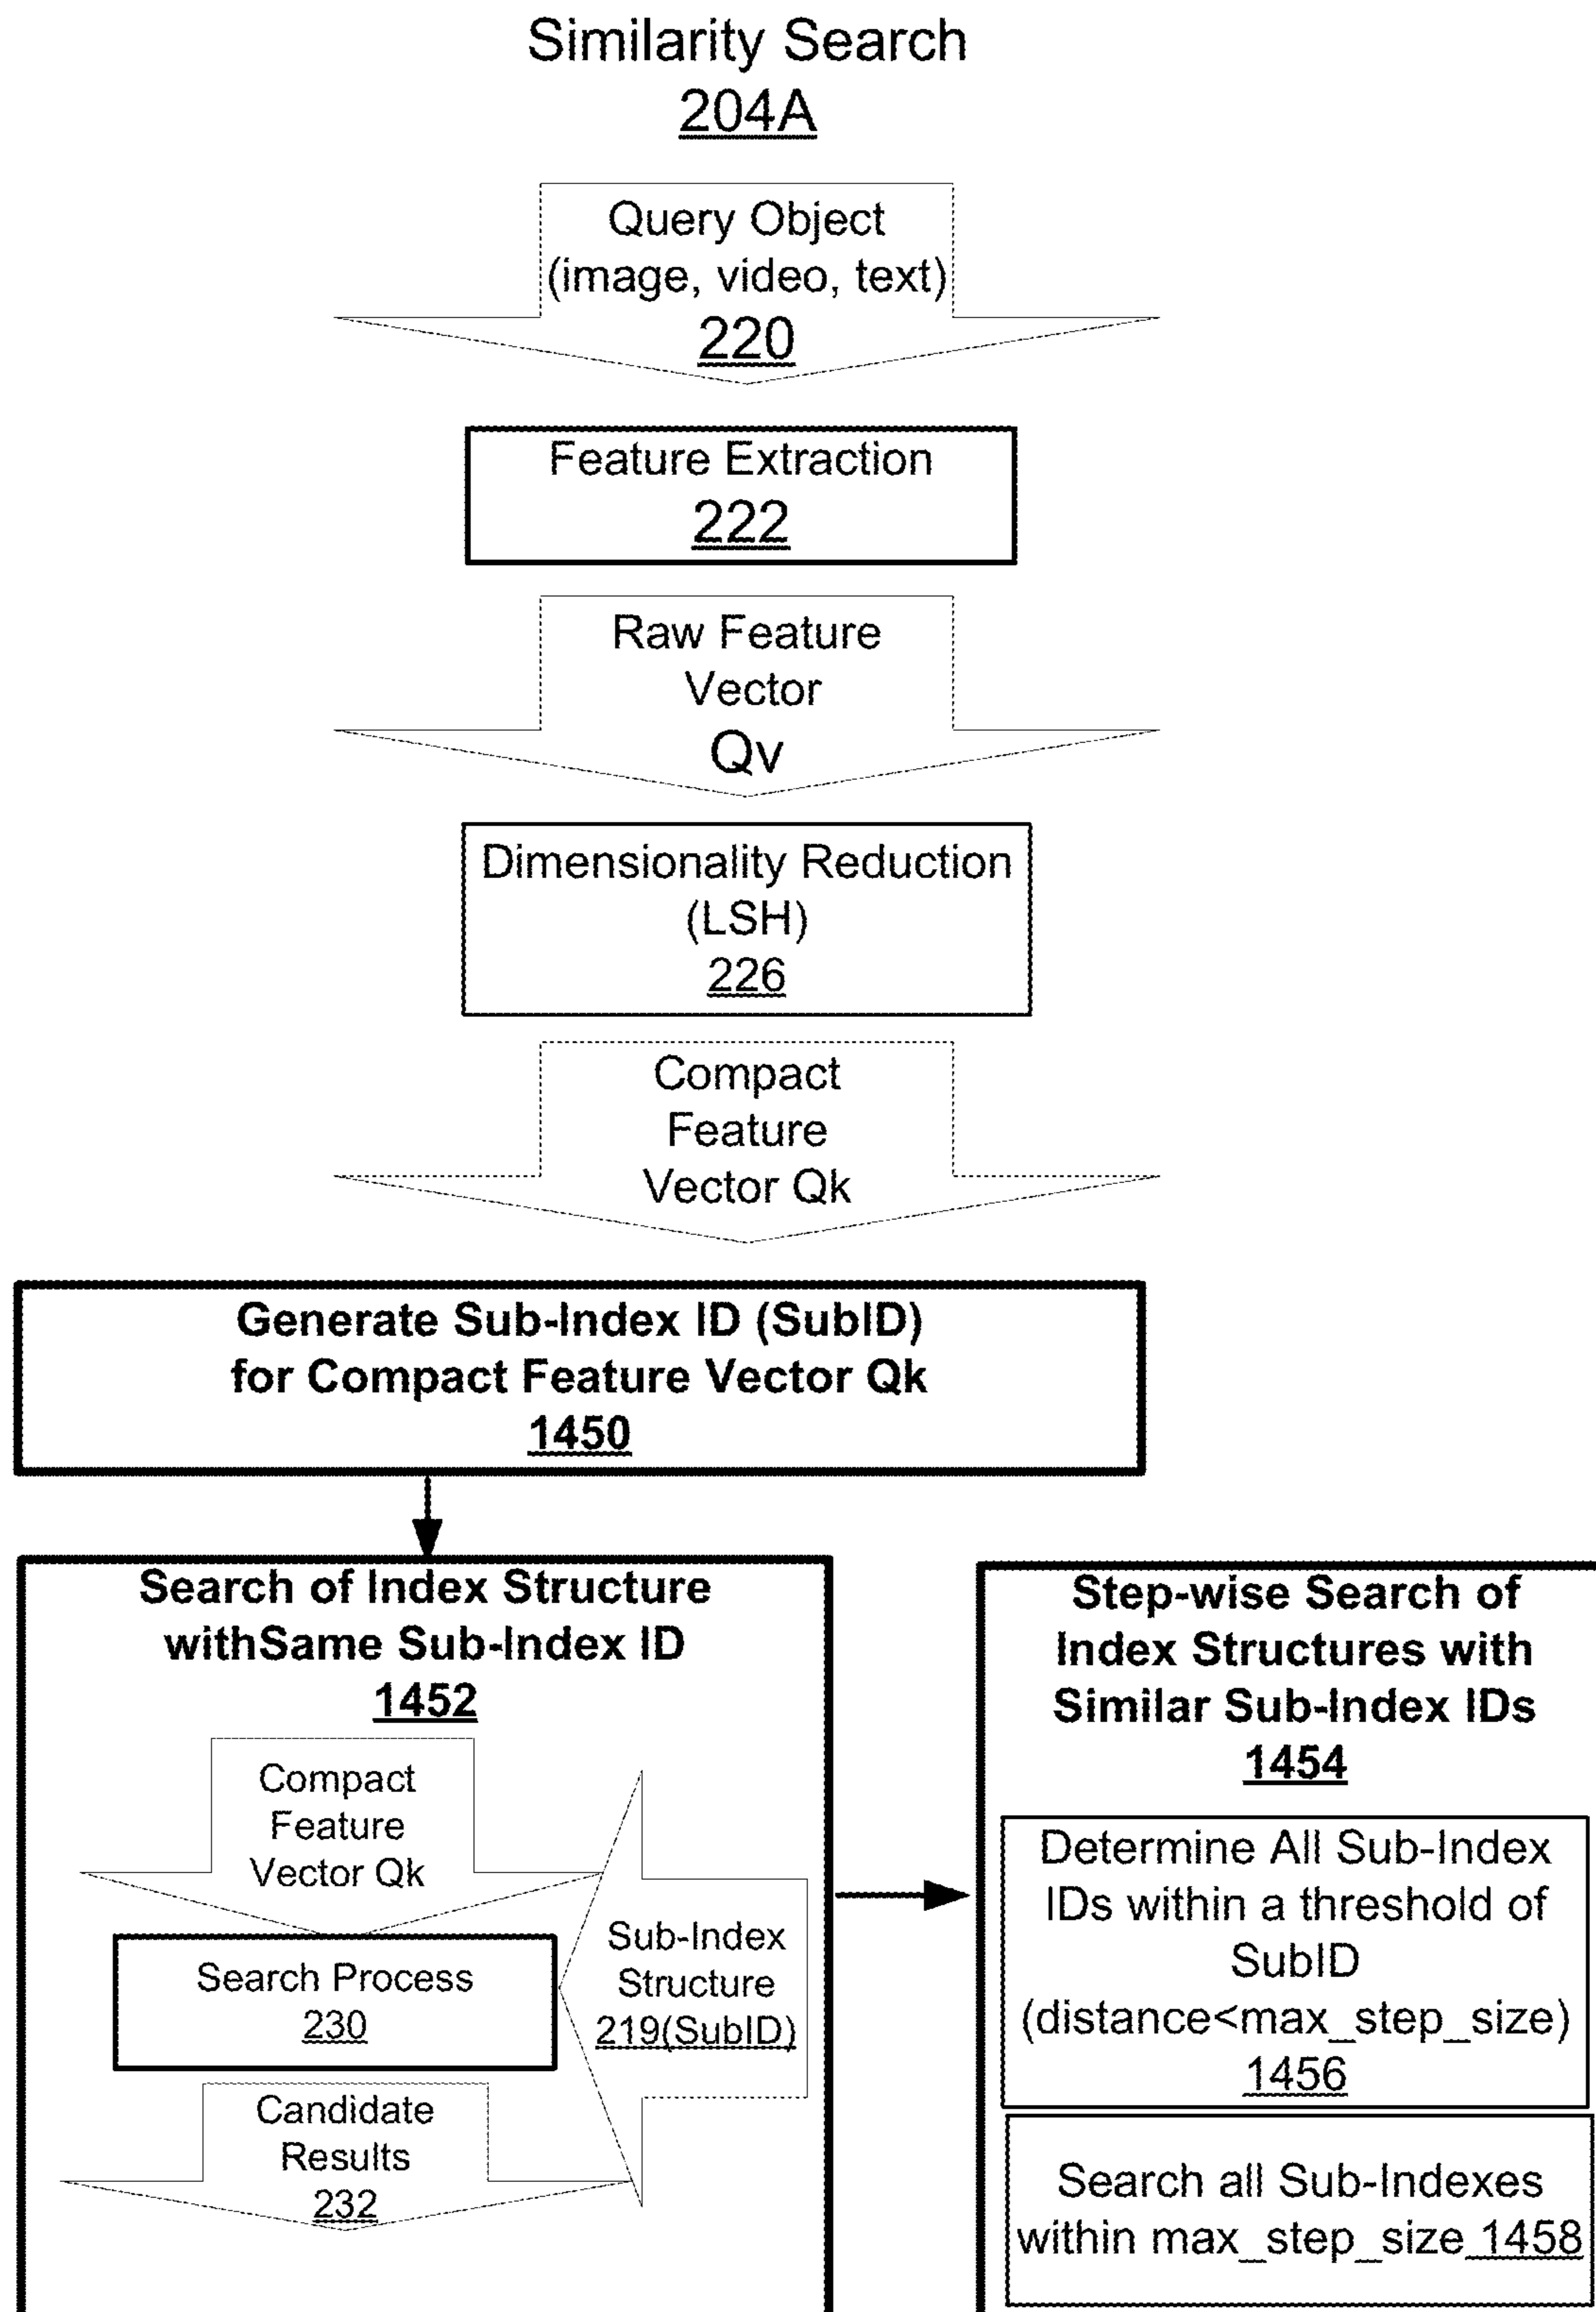 Similarity Search
204A
Query Object
(image, video, text)
220
Feature Extraction
222
Raw Feature
Vector
Qv
Dimensionality Reduction
(LSH)
226
Compact
Feature
Vector Qk
Generate Sub-Index ID (SubID)
for Compact Feature Vector Qk
1450
Search of Index Structure
withSame Sub-Index ID
1452
Compact
Feature
Vector Qk
Search Process
230
Sub-Index
Structure
219(SubID)
Candidate
Results
232
Step-wise Search of
Index Structures with
Similar Sub-Index IDs
1454
Determine All Sub-Index
IDs within a threshold of
SubID
(distance<max_step_size)
1456
Search all Sub-Indexes
within max_step_size 1458